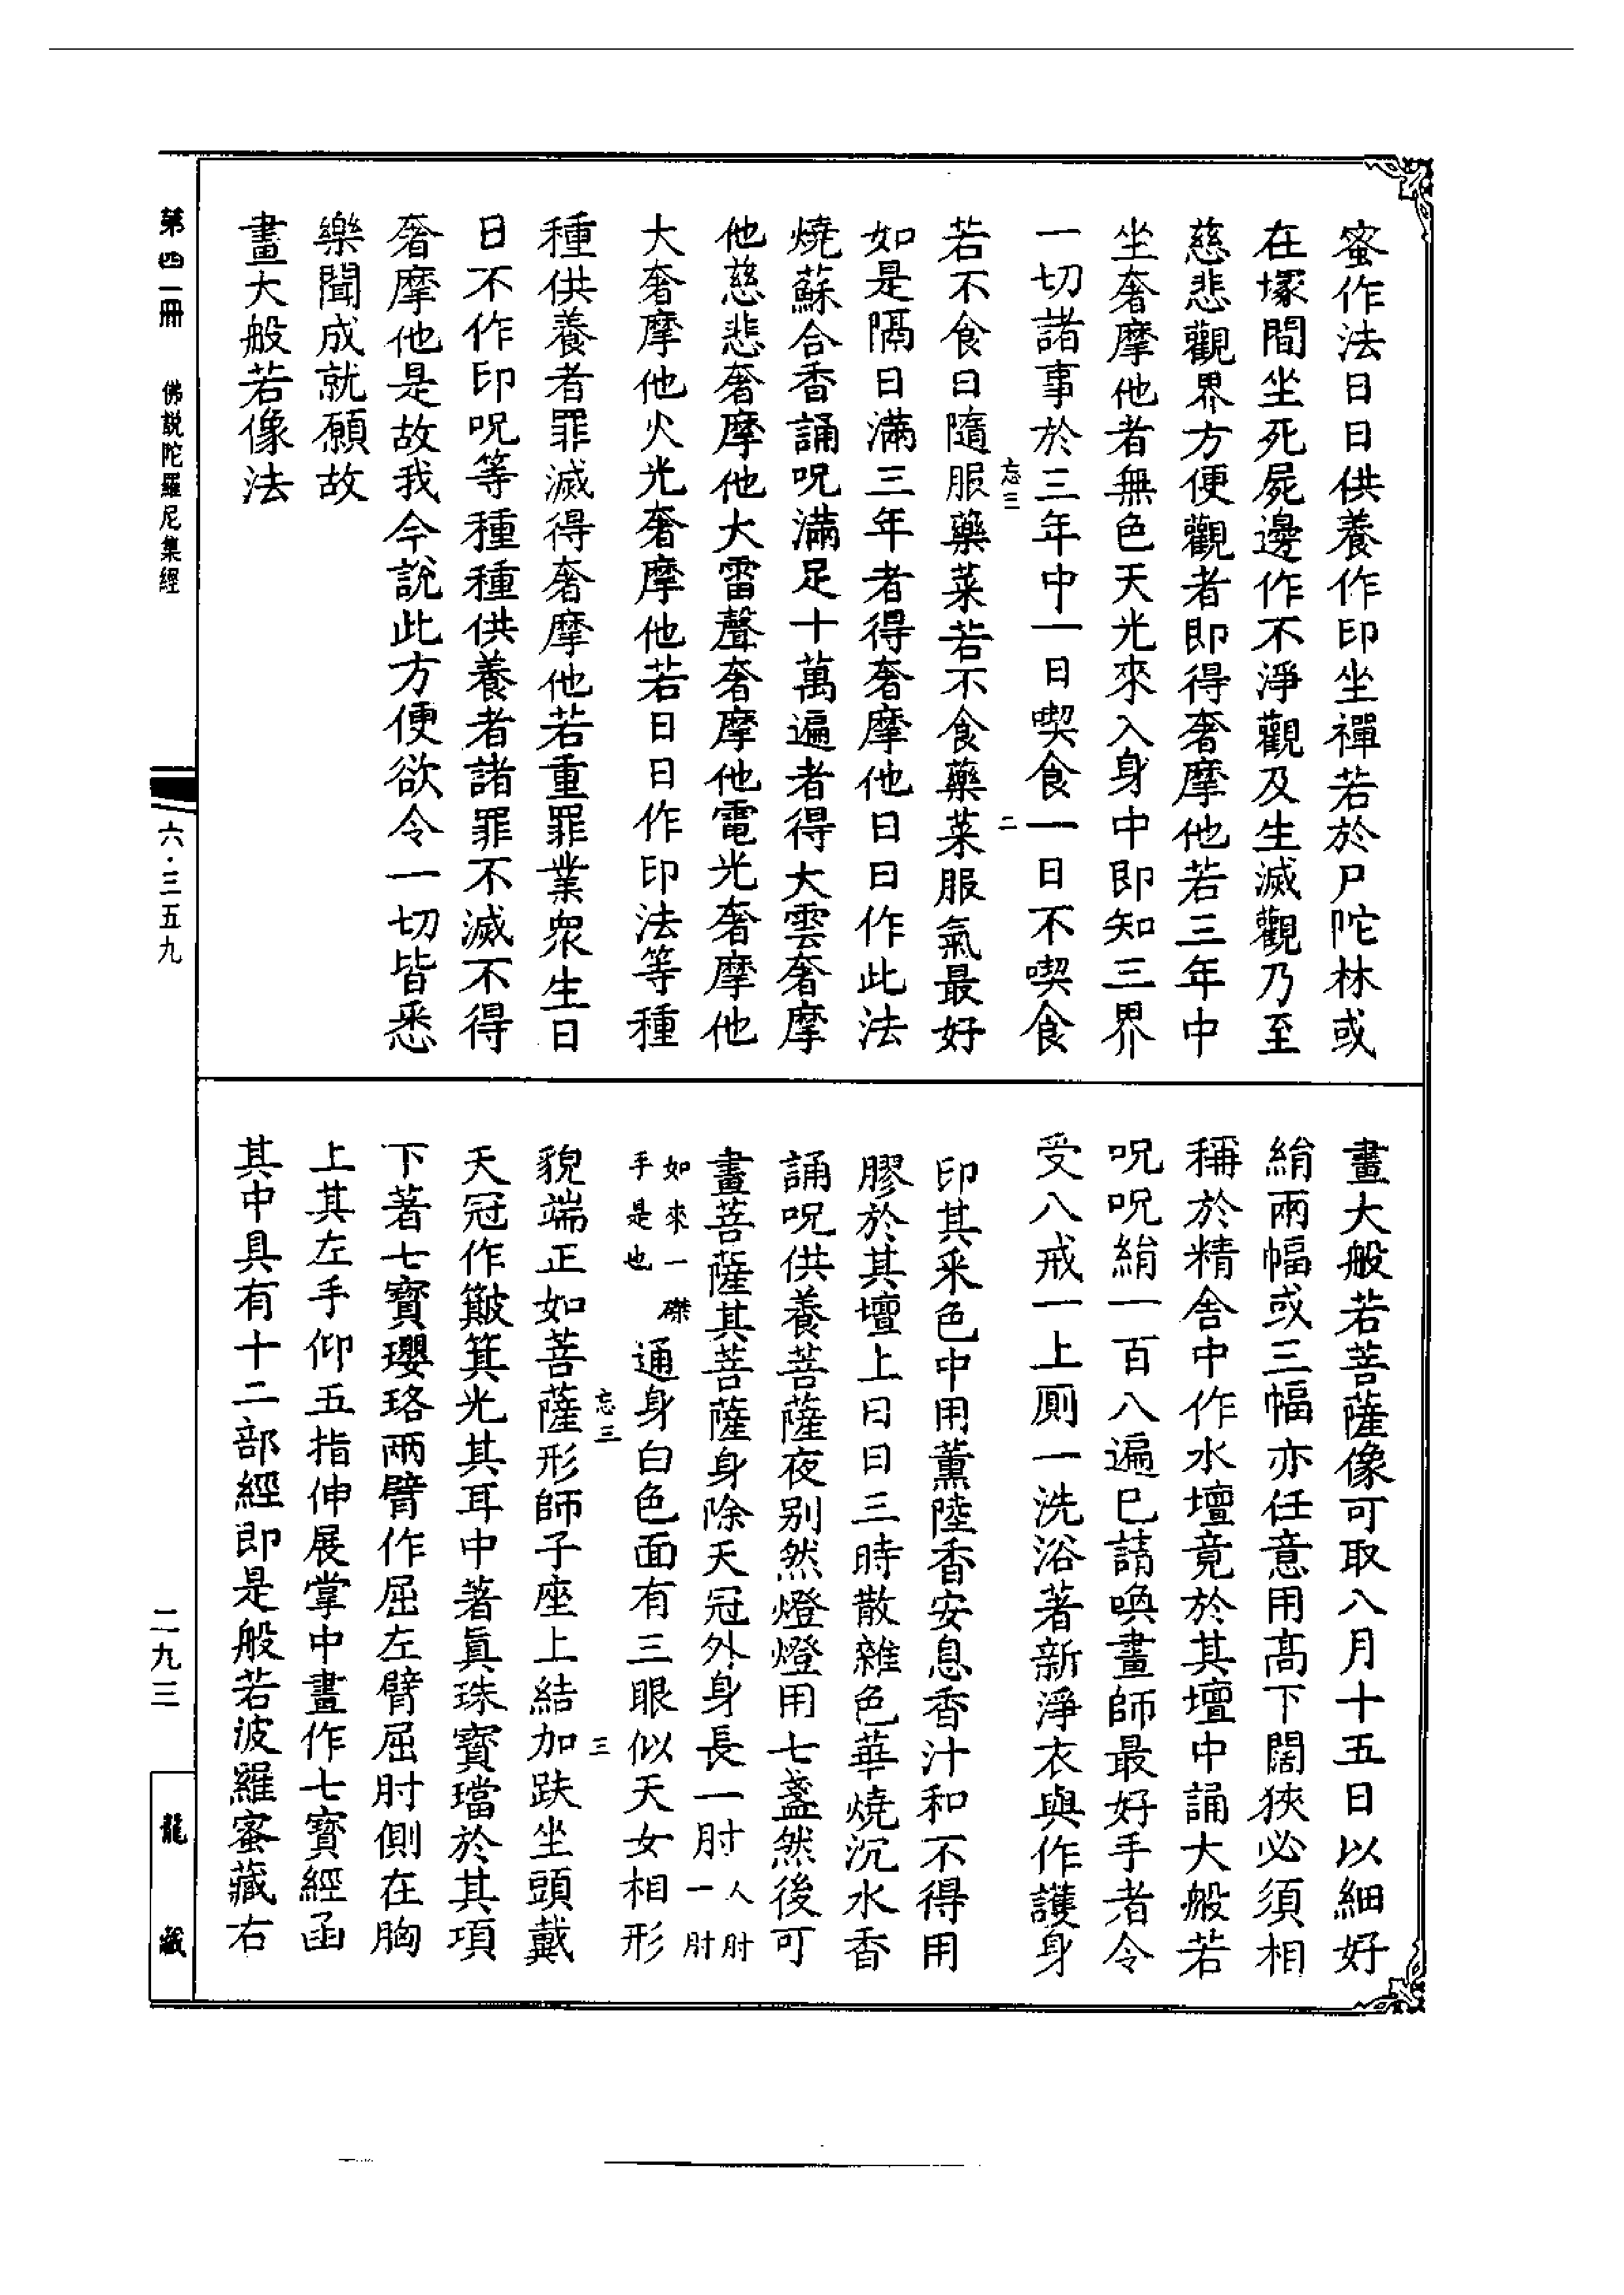 蜜作法日日供養作印坐禪若於尸陀林或
在塚間坐死屍邊作不淨觀及生滅觀乃至
慈悲觀界方便觀者即得奢摩他若三年中
坐奢摩他者無色天光來入身中即知三界
一切諸事於三年中一日喫食一日不喫食
忘三 二
若不食日隨服藥菜若不食藥菜服氣最好
如是隔日滿三年者得奢摩他日日作此法
燒蘇合香誦呪滿足十萬遍者得大雲奢摩
他慈悲奢摩他大雷聲奢摩他電光奢摩他
大奢摩他火光奢摩他若日日作印法等種
種供養者罪滅得奢摩他若重罪業衆生日
日不作印呪等種種供養者諸罪不滅不得
奢摩他是故我今說此方便欲令一切皆悉
樂聞成就願故
畫大般若像法
畫大般若菩薩像可取八月十五日以細好
絹兩幅或三幅亦任意用髙下闊狹必須相
稱於精舍中作水壇竟於其壇中誦大般若
呪呪絹一百八遍巳請喚畫師最好手者令
受八戒一上厠一洗浴著新淨衣與作護身
印其釆色中用薰陸香安息香汁和不得用
膠於其壇上日日三時散雜色華燒沉水香
誦呪供養菩薩夜别然燈燈用七盞然後可
畫菩薩其菩薩身除天冠外身長一肘人肘一肘
如來一磔手是也通身白色面有三眼似天女相形
忘三 三
貌端正如菩薩形師子座上結加趺坐頭戴
天冠作簸箕光其耳中著眞珠寶璫於其項
下著七寶瓔珞兩臂作屈左臂屈肘側在胸
上其左手仰五指伸展掌中畫作七寶經函
其中具有十二部經即是般若波羅蜜藏右
第四一冊 佛說陀羅尼集經
六·三五九
二九三
龍藏